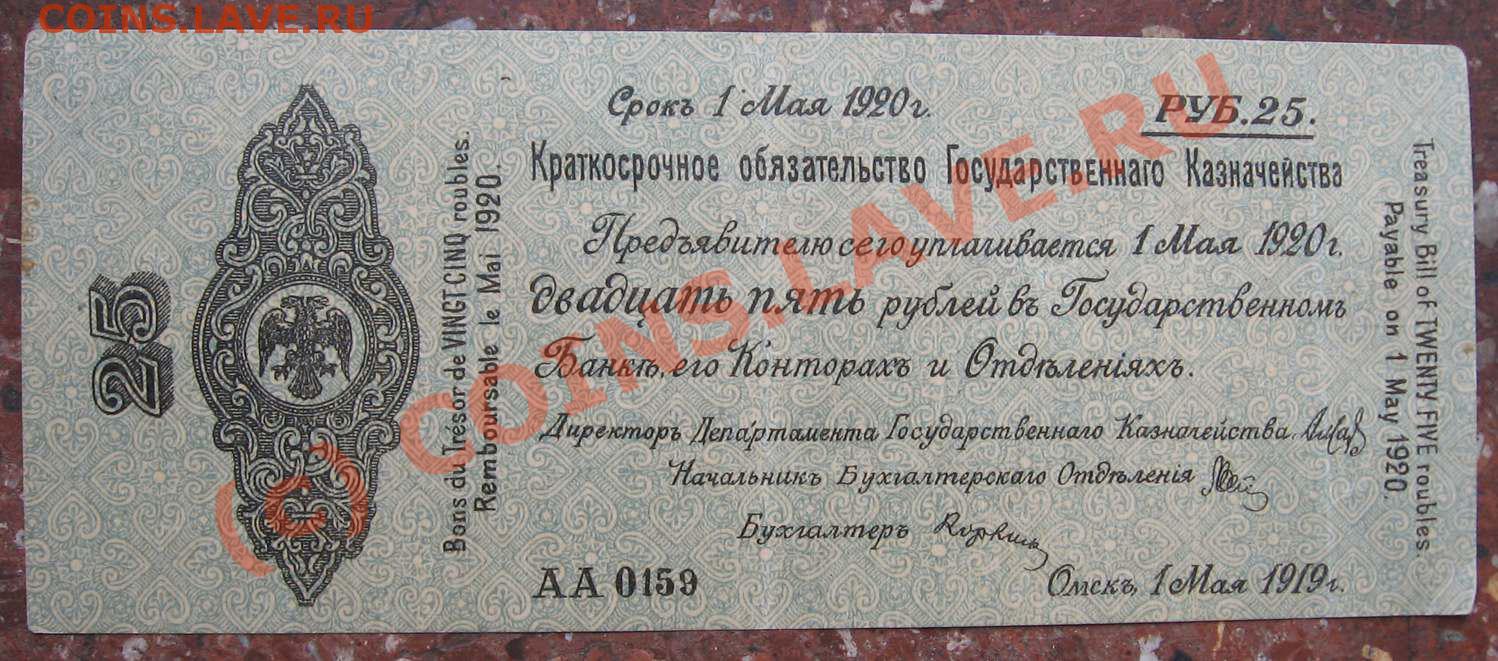 COINS.LAVE.RU
Срокъ 1 Мая 1920 г.
РУБ. 25.
Краткосрочное обязательство Государственнаго Казначейства
Предъявителю сего уплачивается 1 Мая 1920 г.
двадцать пять рублей въ Государственномъ
Банкѣ, его Конторахъ и Отдѣленіяхъ.
Директоръ Департамента Государственнаго Казначейства
Начальникъ Бухгалтерскаго Отдѣленія
Бухгалтеръ
АА 0159
Омскъ, 1 Мая 1919 г.
25
Bons du Trésor de VINGT CINQ roubles.
Remboursable le Mai 1920.
Treasury Bill of TWENTY FIVE roubles.
Payable on 1 May 1920.
(c) COINS.LAVE.RU